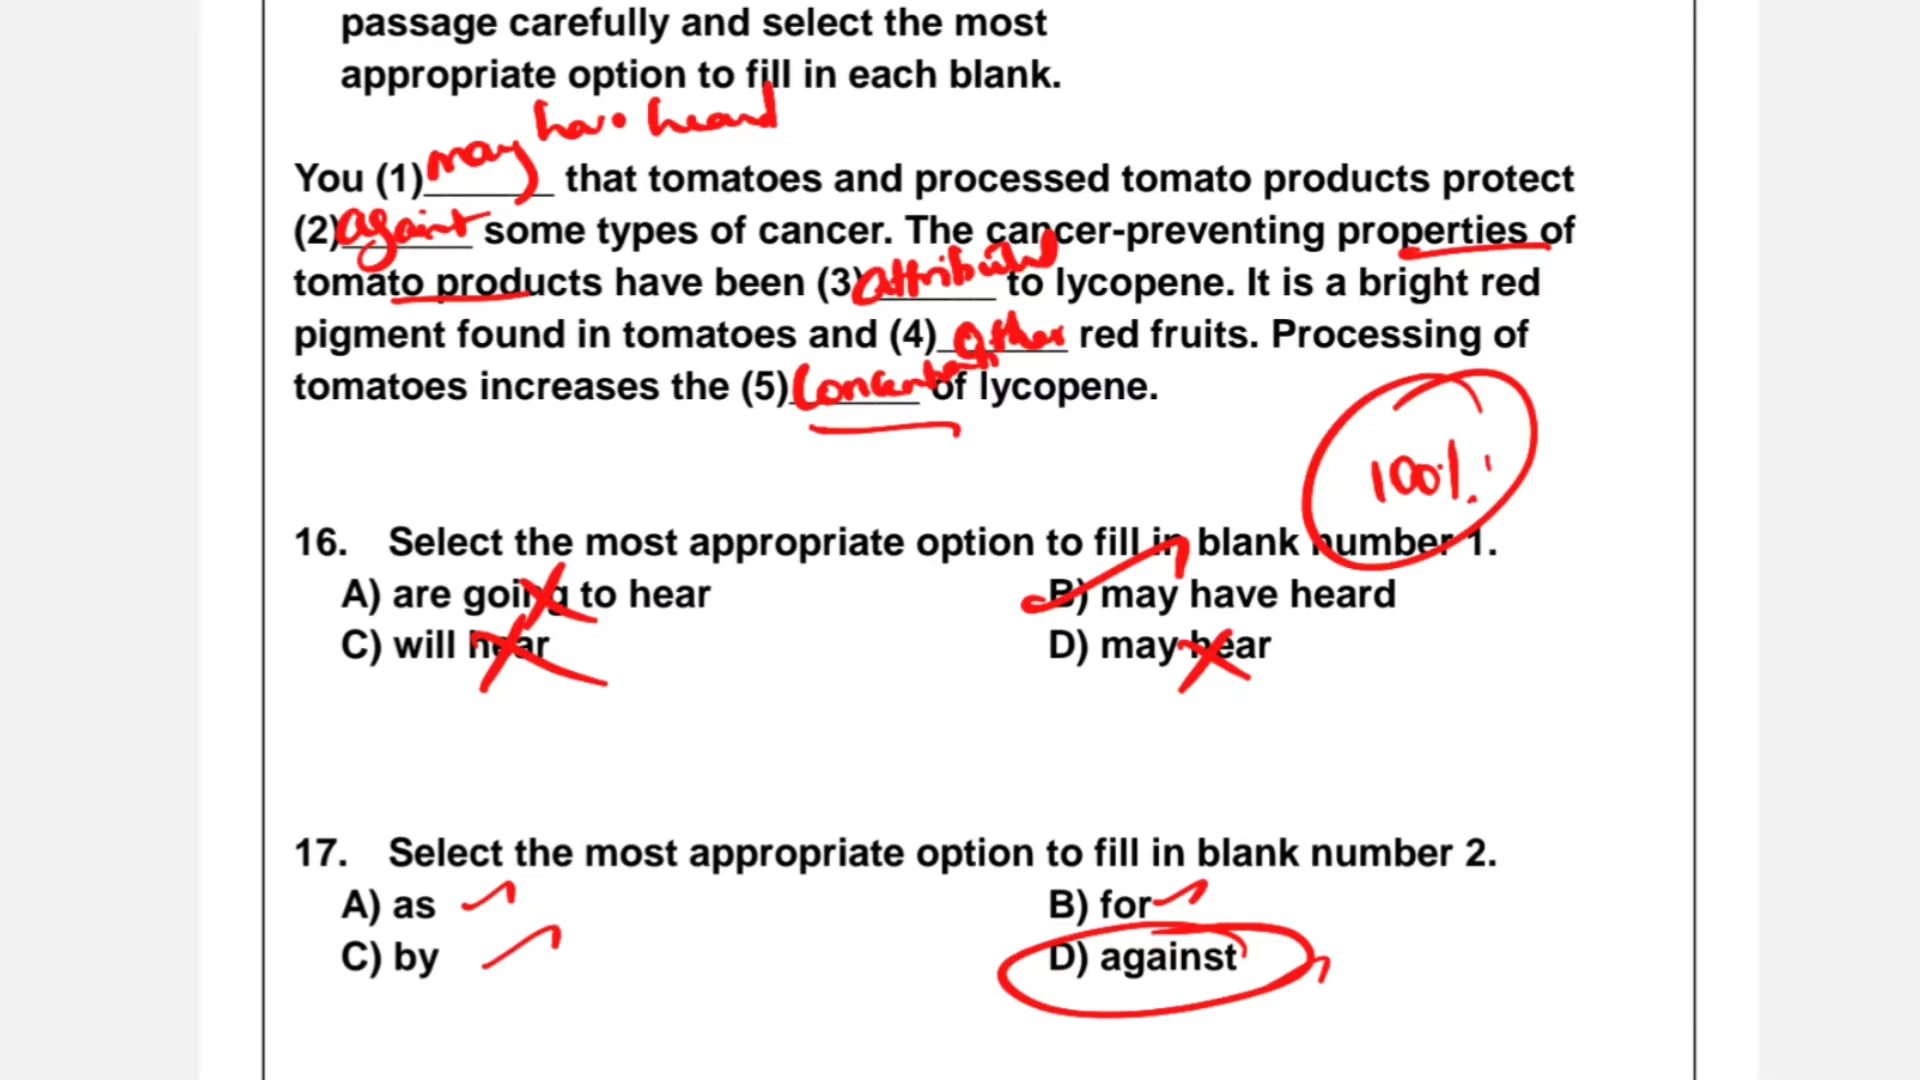 passage carefully and select the most
appropriate option to fill in each blank.
may have heard
You (1)______ that tomatoes and processed tomato products protect
against
(2)______ some types of cancer. The cancer-preventing properties of
attributed
tomato products have been (3)______ to lycopene. It is a bright red
other
pigment found in tomatoes and (4)______ red fruits. Processing of
tomatoes increases the (5)______ of lycopene.
100%
16. Select the most appropriate option to fill in blank number 1.
A) are going to hear B) may have heard
C) will hear D) may hear
17. Select the most appropriate option to fill in blank number 2.
A) as B) for
C) by D) against